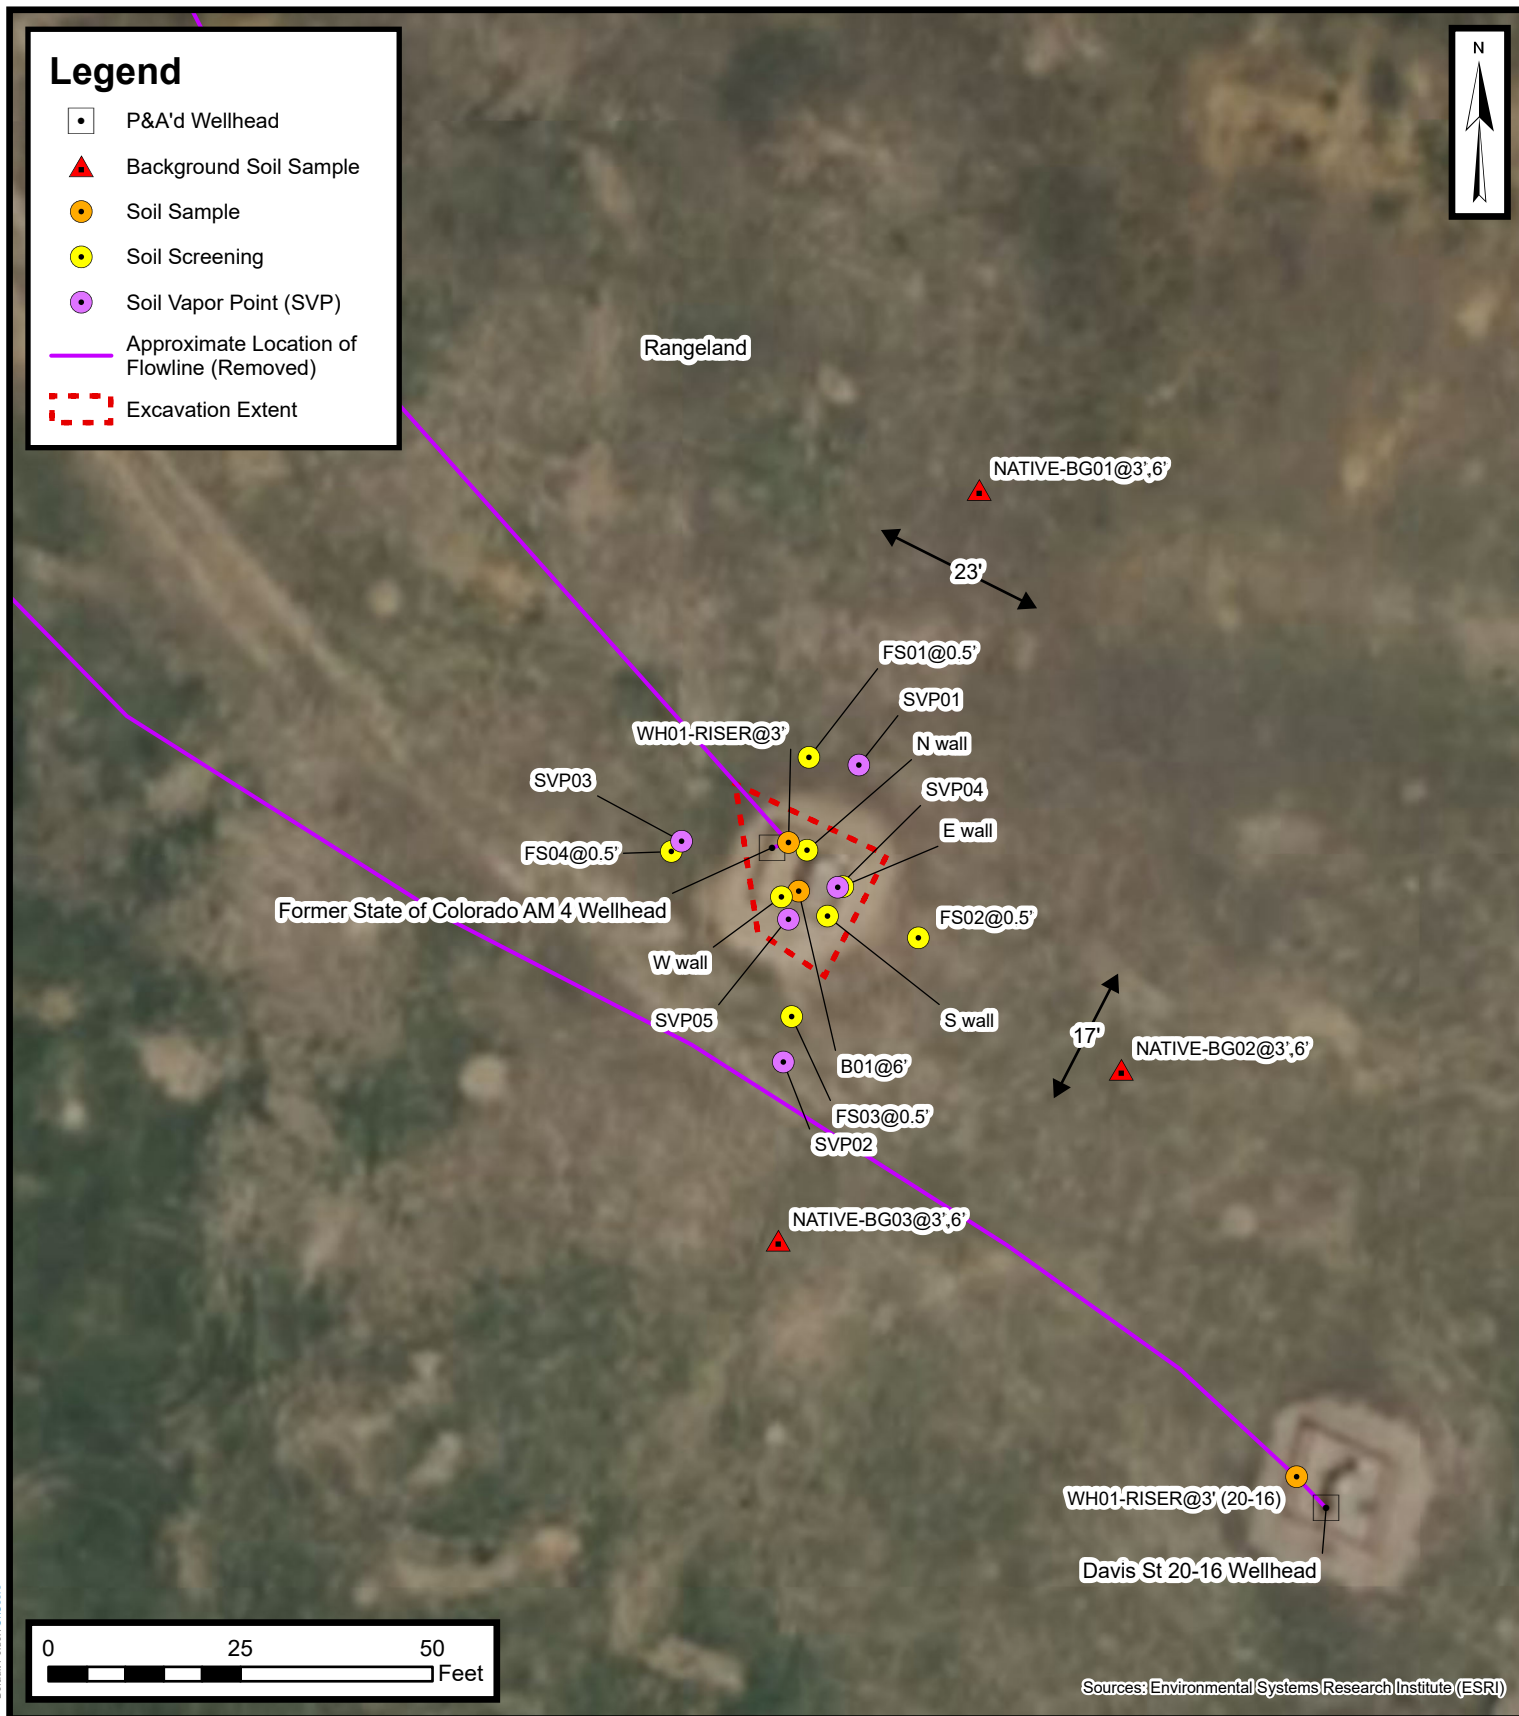 Legend
P&A'd Wellhead
Background Soil Sample
Soil Sample
Soil Screening
Soil Vapor Point (SVP)
Approximate Location of
Flowline (Removed)
Excavation Extent
N
Rangeland
NATIVE-BG01@3',6'
23'
FS01@0.5'
SVP01
WH01-RISER@3'
N wall
SVP03
SVP04
E wall
FS04@0.5'
Former State of Colorado AM 4 Wellhead
FS02@0.5'
W wall
SVP05
S wall
17'
NATIVE-BG02@3',6'
B01@6'
FS03@0.5'
SVP02
NATIVE-BG03@3',6'
WH01-RISER@3' (20-16)
Davis St 20-16 Wellhead
0 25 50
Feet
Sources: Environmental Systems Research Institute (ESRI)